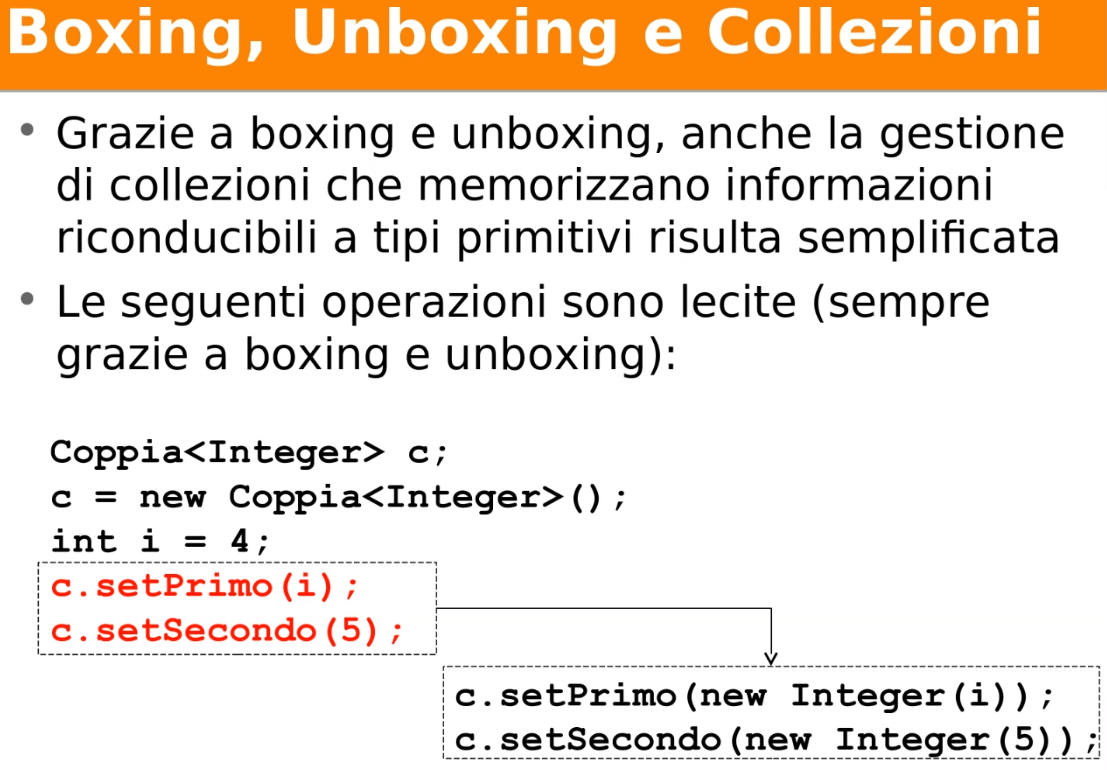 Boxing, Unboxing e Collezioni
• Grazie a boxing e unboxing, anche la gestione
di collezioni che memorizzano informazioni
riconducibili a tipi primitivi risulta semplificata
• Le seguenti operazioni sono lecite (sempre
grazie a boxing e unboxing):
Coppia<Integer> c;
c = new Coppia<Integer>();
int i = 4;
c.setPrimo(i);
c.setSecondo(5);
c.setPrimo(new Integer(i));
c.setSecondo(new Integer(5));